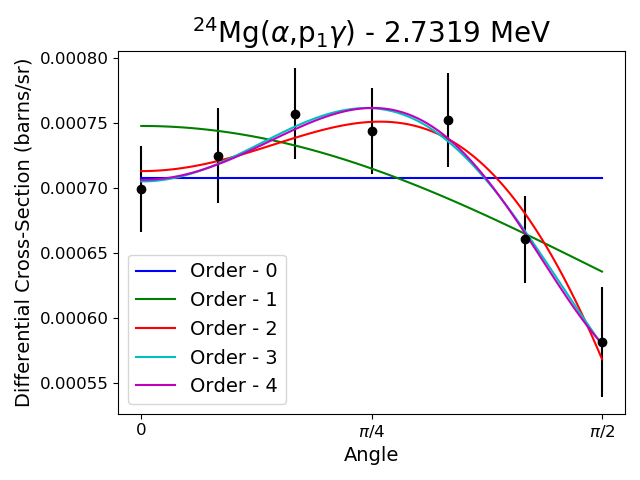 ²⁴Mg(α,p₁γ) - 2.7319 MeV
Differential Cross-Section (barns/sr)
0.00080
0.00075
0.00070
0.00065
0.00060
0.00055
Order - 0
Order - 1
Order - 2
Order - 3
Order - 4
0 π/4 π/2
Angle